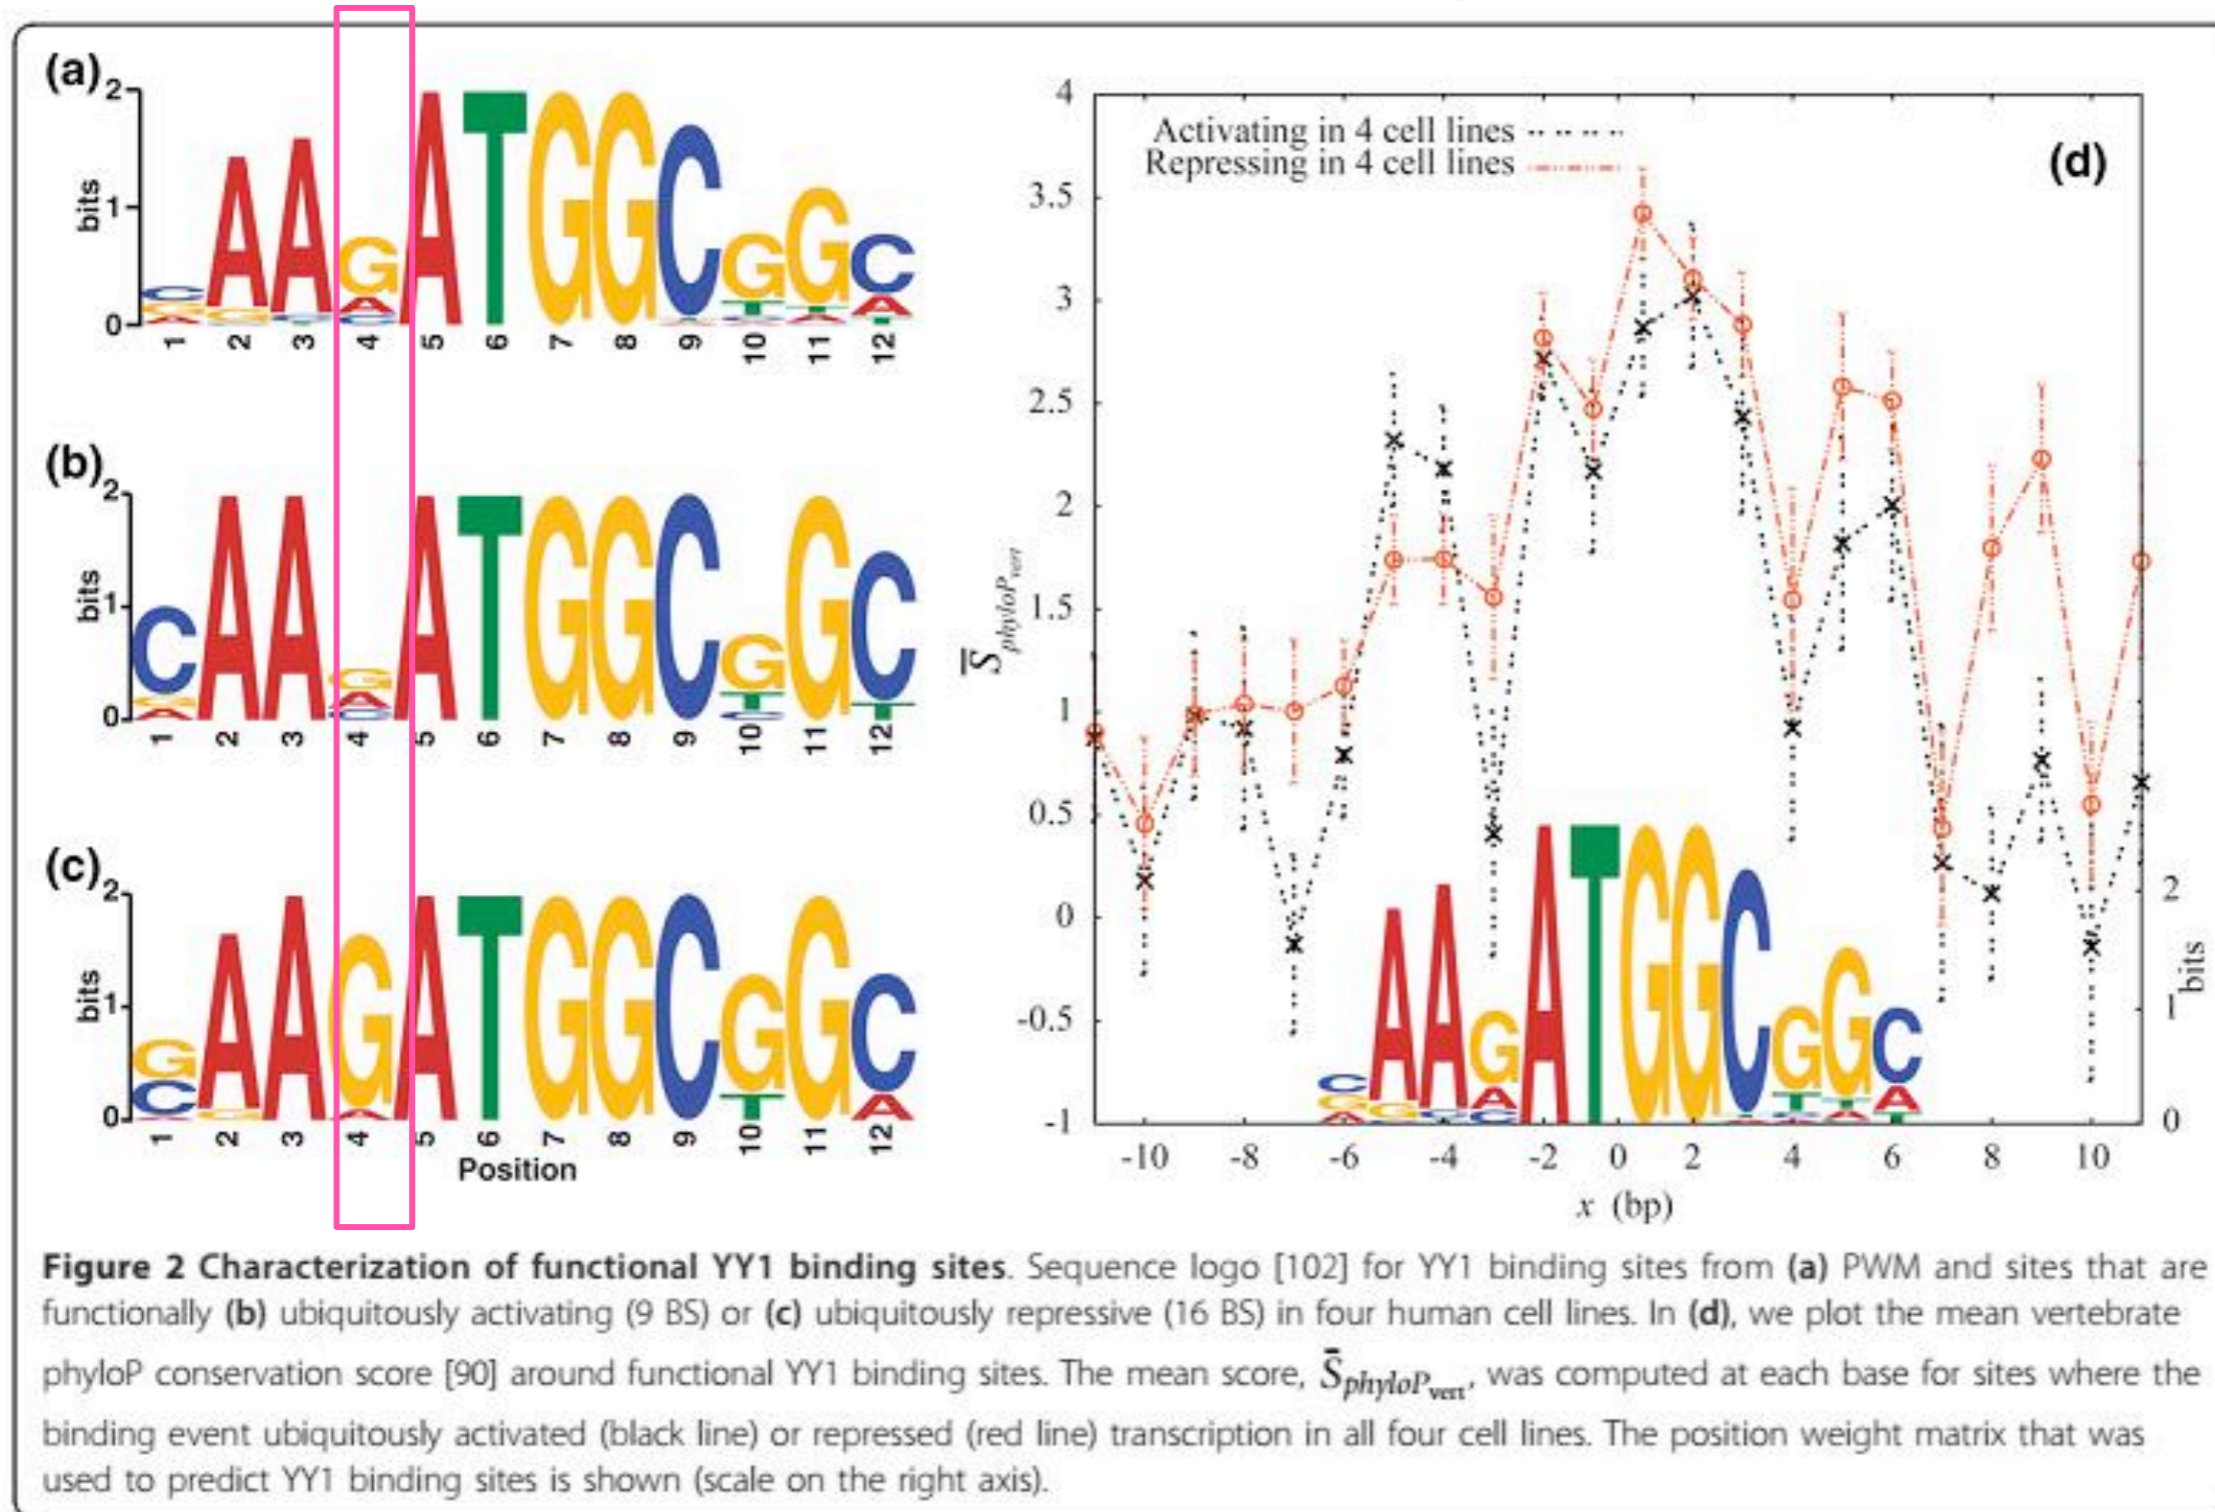 (a)
2
1
0
bits
C
G
A
A
G
A
C
G
A
C
A
T
G
G
C
G
T
G
T
A
C
A
T
1 2 3 4 5 6 7 8 9 10 11 12
(b)
2
1
0
bits
C
G
A
A
A
G
A
C
A
T
G
G
C
G
T
C
G
C
T
1 2 3 4 5 6 7 8 9 10 11 12
(c)
2
1
0
bits
G
C
A
G
A
G
A
A
T
G
G
C
G
T
G
C
A
1 2 3 4 5 6 7 8 9 10 11 12
Position
Activating in 4 cell lines
Repressing in 4 cell lines
(d)
4
3.5
3
2.5
2
1.5
1
0.5
0
-0.5
-1
S̿ phyloPvert
C
G
A
A
G
A
C
G
A
C
A
T
G
G
C
G
T
G
T
A
C
A
T
2
1
0
bits
-10 -8 -6 -4 -2 0 2 4 6 8 10
x (bp)
Figure 2 Characterization of functional YY1 binding sites. Sequence logo [102] for YY1 binding sites from (a) PWM and sites that are
functionally (b) ubiquitously activating (9 BS) or (c) ubiquitously repressive (16 BS) in four human cell lines. In (d), we plot the mean vertebrate
phyloP conservation score [90] around functional YY1 binding sites. The mean score, S̿ phyloPvert, was computed at each base for sites where the
binding event ubiquitously activated (black line) or repressed (red line) transcription in all four cell lines. The position weight matrix that was
used to predict YY1 binding sites is shown (scale on the right axis).